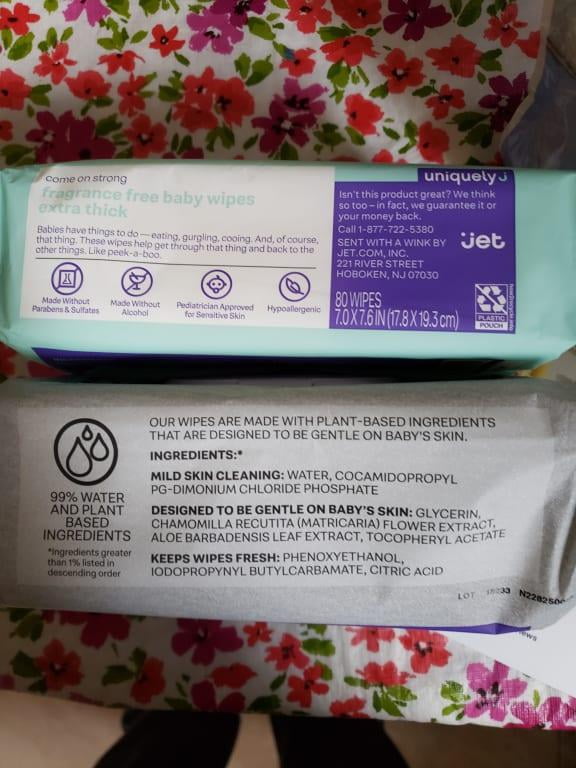 come on strong
fragrance free baby wipes
extra thick
Babies have things to do — eating, gurgling, cooing. And, of course,
that thing. These wipes help get through that thing and back to the
other things. Like peek-a-boo.
Made Without
Parabens & Sulfates
Made Without
Alcohol
Pediatrician Approved
for Sensitive Skin
Hypoallergenic
uniquely J
Isn't this product great? We think
so too – in fact, we guarantee it or
your money back.
Call 1-877-722-5380
SENT WITH A WINK BY
JET.COM, INC.
221 RIVER STREET
HOBOKEN, NJ 07030
jet
80 WIPES
7.0 X 7.6 IN (17.8 X 19.3 cm)
PLASTIC
POUCH
how2recycle.info
99% WATER
AND PLANT
BASED
INGREDIENTS
*Ingredients greater
than 1% listed in
descending order
OUR WIPES ARE MADE WITH PLANT-BASED INGREDIENTS
THAT ARE DESIGNED TO BE GENTLE ON BABY'S SKIN.
INGREDIENTS:*
MILD SKIN CLEANING: WATER, COCAMIDOPROPYL
PG-DIMONIUM CHLORIDE PHOSPHATE
DESIGNED TO BE GENTLE ON BABY'S SKIN: GLYCERIN,
CHAMOMILLA RECUTITA (MATRICARIA) FLOWER EXTRACT,
ALOE BARBADENSIS LEAF EXTRACT, TOCOPHERYL ACETATE
KEEPS WIPES FRESH: PHENOXYETHANOL,
IODOPROPYNYL BUTYLCARBAMATE, CITRIC ACID
LOT